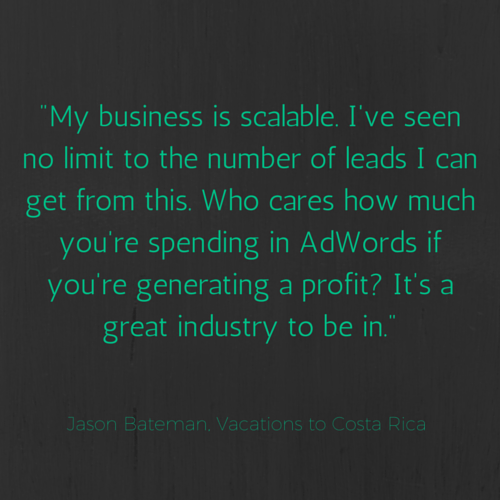 "My business is scalable. I've seen
no limit to the number of leads I can
get from this. Who cares how much
you're spending in AdWords if
you're generating a profit? It's a
great industry to be in."
Jason Bateman, Vacations to Costa Rica